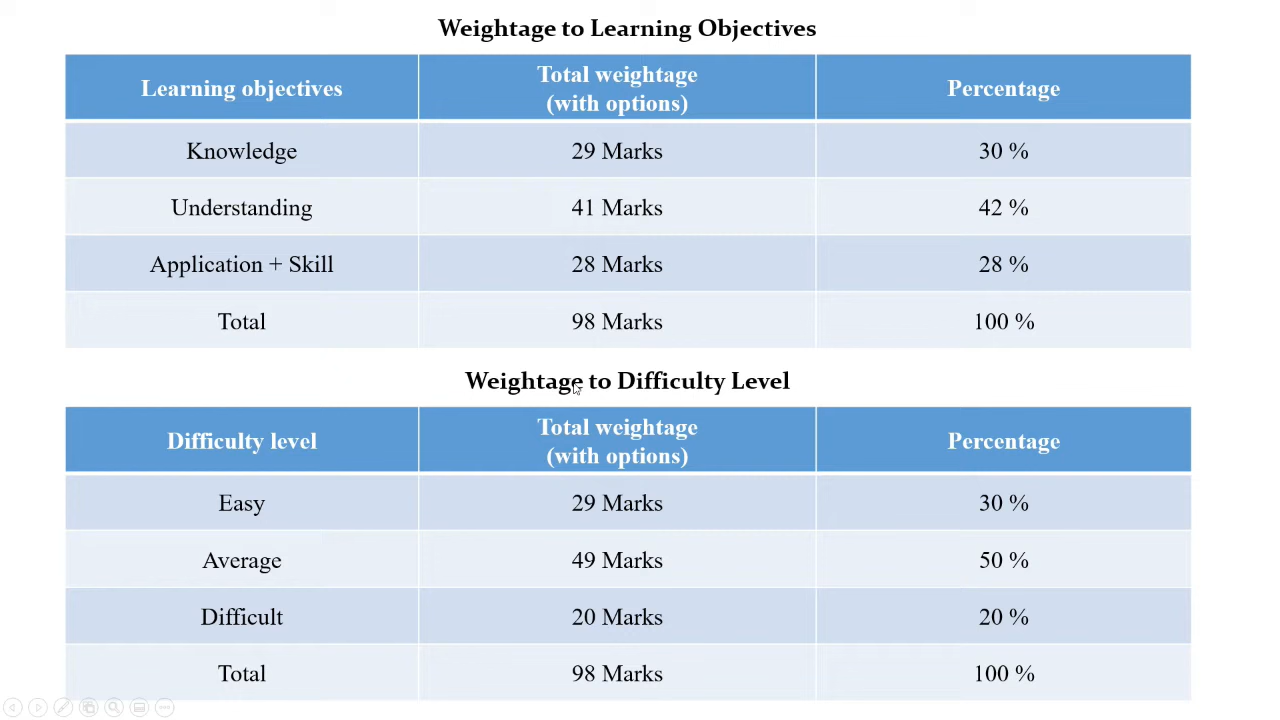 Weightage to Learning Objectives
Learning objectives Total weightage (with options) Percentage
Knowledge 29 Marks 30 %
Understanding 41 Marks 42 %
Application + Skill 28 Marks 28 %
Total 98 Marks 100 %
Weightage to Difficulty Level
Difficulty level Total weightage (with options) Percentage
Easy 29 Marks 30 %
Average 49 Marks 50 %
Difficult 20 Marks 20 %
Total 98 Marks 100 %